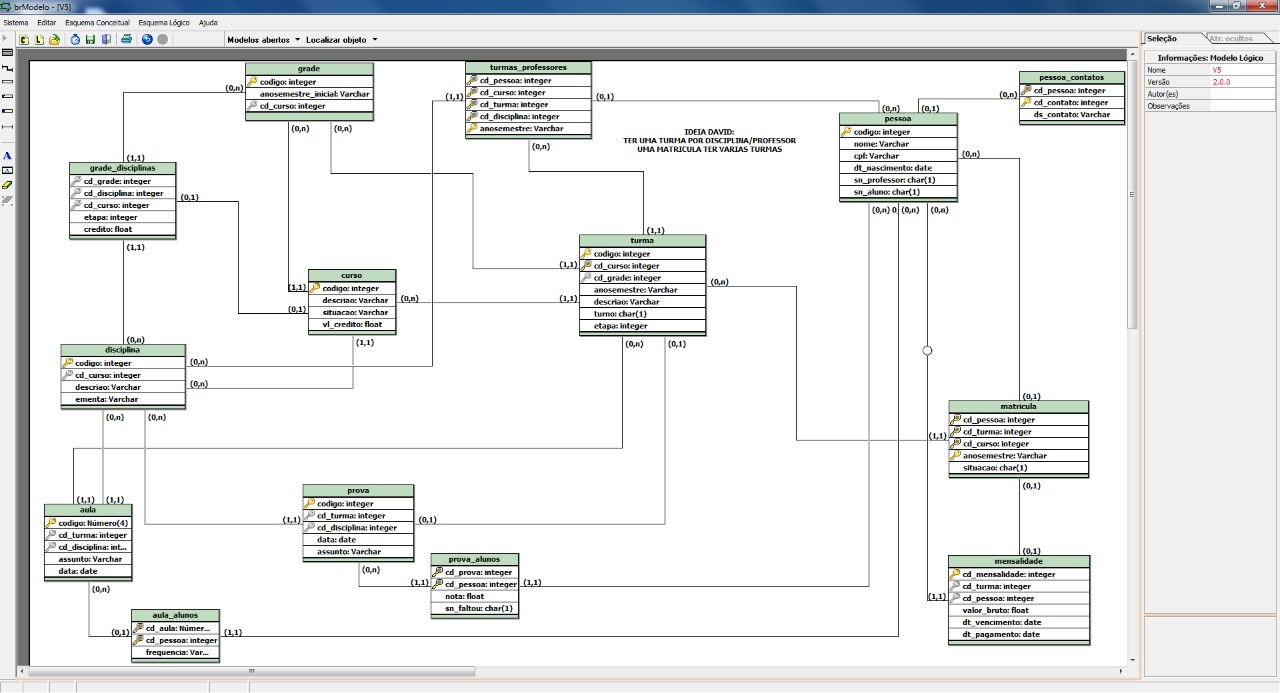 brModelo - [V5]
Sistema Editar Esquema Conceitual Esquema Lógico Ajuda
Modelos abertos Localizar objeto
Seleção Atr. ocultos
Informações: Modelo Lógico
Nome V5
Versão 2.0.0
Autor(es)
Observações
grade
codigo: integer
anosemestre_inicial: Varchar
cd_curso: integer
(0,n)
(0,n) (0,n)
turmas_professores
cd_pessoa: integer
cd_curso: integer
cd_turma: integer
cd_disciplina: integer
anosemestre: Varchar
(1,1)
(0,1)
(0,n)
IDEIA DAVID:
TER UMA TURMA POR DISCIPLINA/PROFESSOR
UMA MATRICULA TER VARIAS TURMAS
pessoa_contatos
cd_pessoa: integer
cd_contato: integer
ds_contato: Varchar
(0,n)
pessoa
codigo: integer
nome: Varchar
cpf: Varchar
dt_nascimento: date
sn_professor: char(1)
sn_aluno: char(1)
(0,n) (0,1)
(0,n)
(0,n) 0 (0,n) (0,n)
(1,1)
grade_disciplinas
cd_grade: integer
cd_disciplina: integer
cd_curso: integer
etapa: integer
credito: float
(0,1)
(1,1)
curso
codigo: integer
descriao: Varchar
situacao: Varchar
vl_credito: float
(1,1)
(0,1)
(0,n)
(1,1)
(1,1)
turma
codigo: integer
cd_curso: integer
cd_grade: integer
anosemestre: Varchar
descriao: Varchar
turno: char(1)
etapa: integer
(1,1)
(1,1)
(0,n)
(0,n) (0,1)
(0,n)
disciplina
codigo: integer
cd_curso: integer
descriao: Varchar
ementa: Varchar
(0,n)
(0,n)
(0,n) (0,n)
(0,1)
matricula
cd_pessoa: integer
cd_turma: integer
cd_curso: integer
anosemestre: Varchar
situacao: char(1)
(1,1)
(0,1)
(1,1) (1,1)
aula
codigo: Número(4)
cd_turma: integer
cd_disciplina: int...
assunto: Varchar
data: date
(0,n)
prova
codigo: integer
cd_turma: integer
cd_disciplina: integer
data: date
assunto: Varchar
(1,1)
(0,1)
(0,n)
prova_alunos
cd_prova: integer
cd_pessoa: integer
nota: float
sn_faltou: char(1)
(1,1)
(1,1)
(0,1)
mensalidade
cd_mensalidade: integer
cd_turma: integer
cd_pessoa: integer
valor_bruto: float
dt_vencimento: date
dt_pagamento: date
(1,1)
aula_alunos
cd_aula: Númer...
cd_pessoa: integer
frequencia: Var...
(0,1)
(1,1)